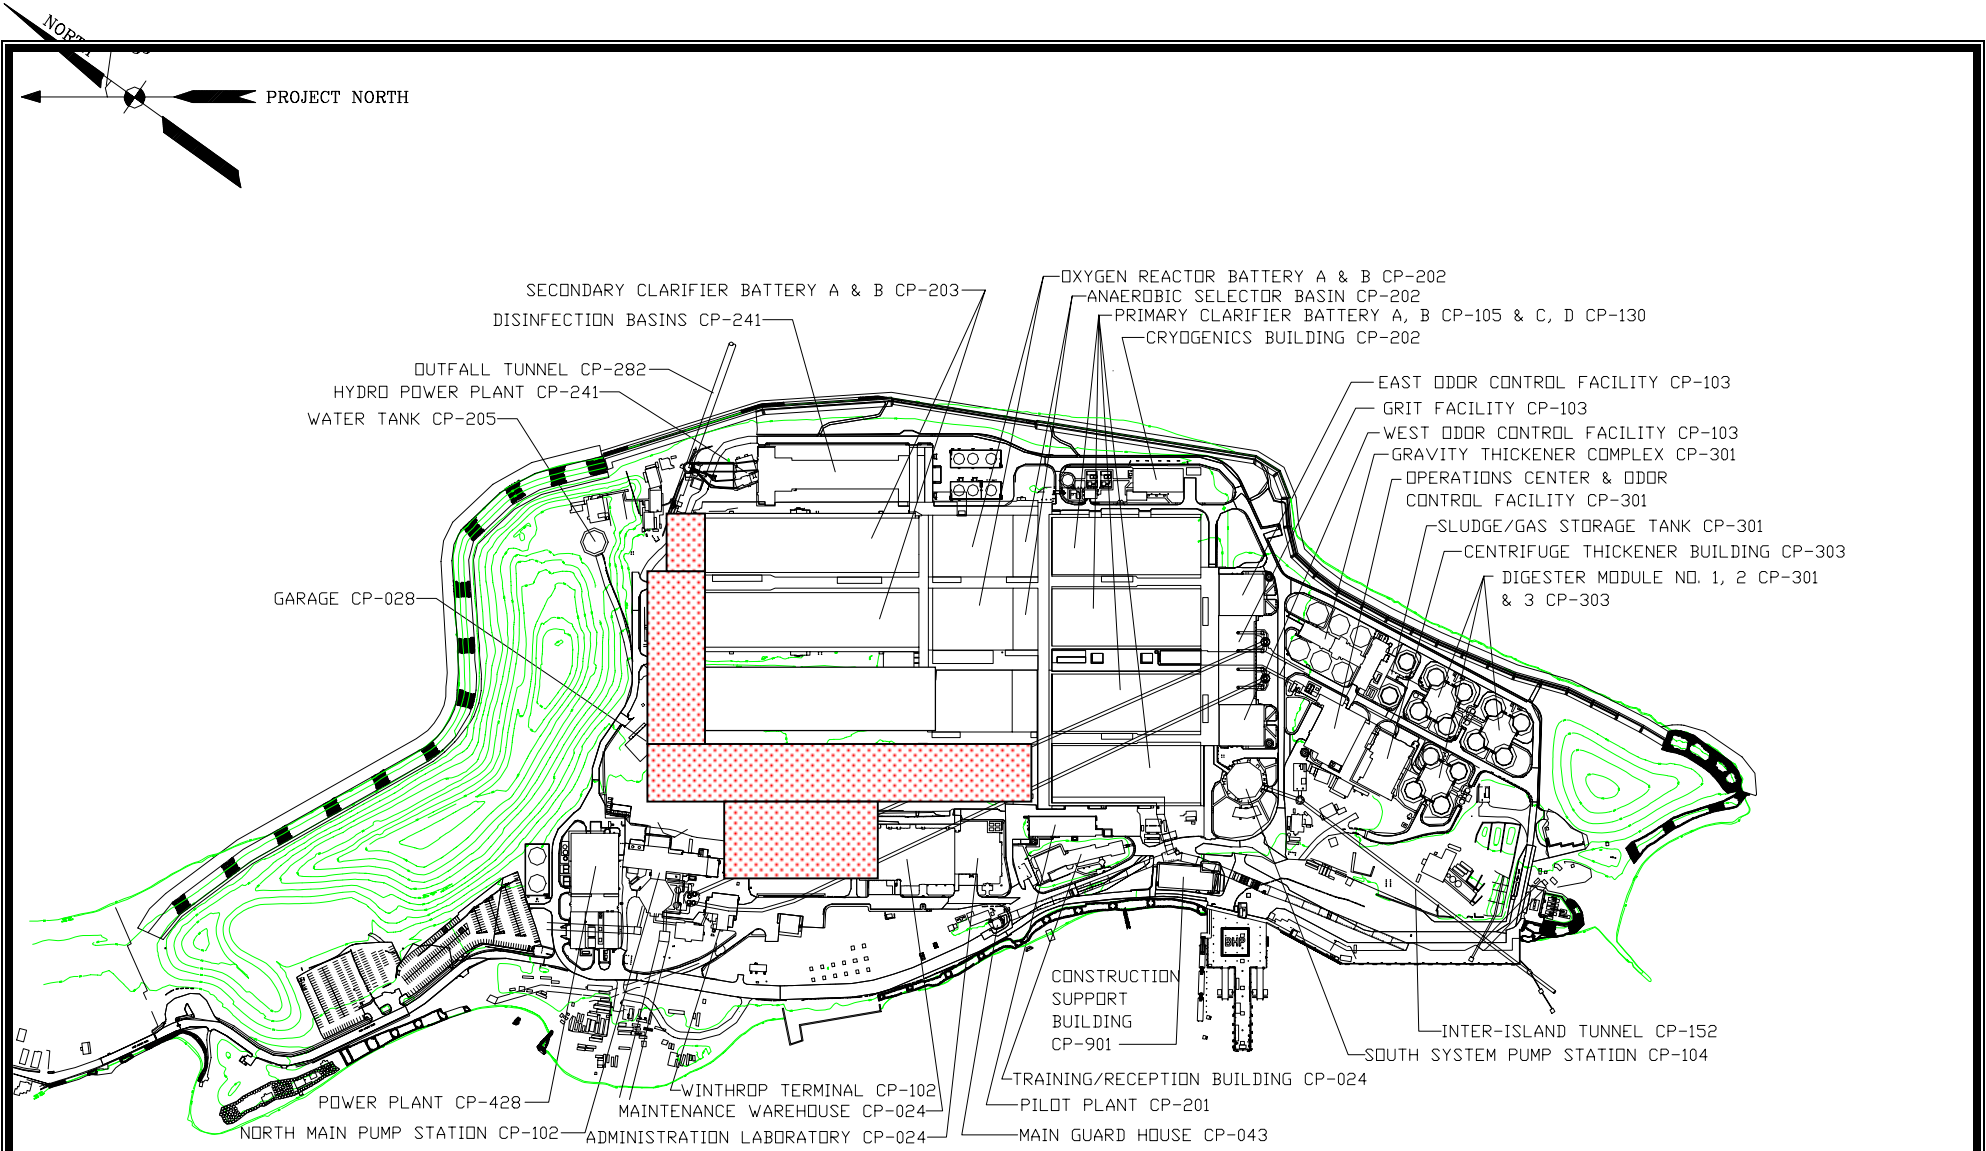 NORTH
PROJECT NORTH
SECONDARY CLARIFIER BATTERY A & B CP-203
DISINFECTION BASINS CP-241
OUTFALL TUNNEL CP-282
HYDRO POWER PLANT CP-241
WATER TANK CP-205
GARAGE CP-028
OXYGEN REACTOR BATTERY A & B CP-202
ANAEROBIC SELECTOR BASIN CP-202
PRIMARY CLARIFIER BATTERY A, B CP-105 & C, D CP-130
CRYOGENICS BUILDING CP-202
EAST ODOR CONTROL FACILITY CP-103
GRIT FACILITY CP-103
WEST ODOR CONTROL FACILITY CP-103
GRAVITY THICKENER COMPLEX CP-301
OPERATIONS CENTER & ODOR
CONTROL FACILITY CP-301
SLUDGE/GAS STORAGE TANK CP-301
CENTRIFUGE THICKENER BUILDING CP-303
DIGESTER MODULE NO. 1, 2 CP-301
& 3 CP-303
BHP
CONSTRUCTION
SUPPORT
BUILDING
CP-901
INTER-ISLAND TUNNEL CP-152
SOUTH SYSTEM PUMP STATION CP-104
TRAINING/RECEPTION BUILDING CP-024
PILOT PLANT CP-201
MAIN GUARD HOUSE CP-043
WINTHROP TERMINAL CP-102
MAINTENANCE WAREHOUSE CP-024
ADMINISTRATION LABORATORY CP-024
POWER PLANT CP-428
NORTH MAIN PUMP STATION CP-102